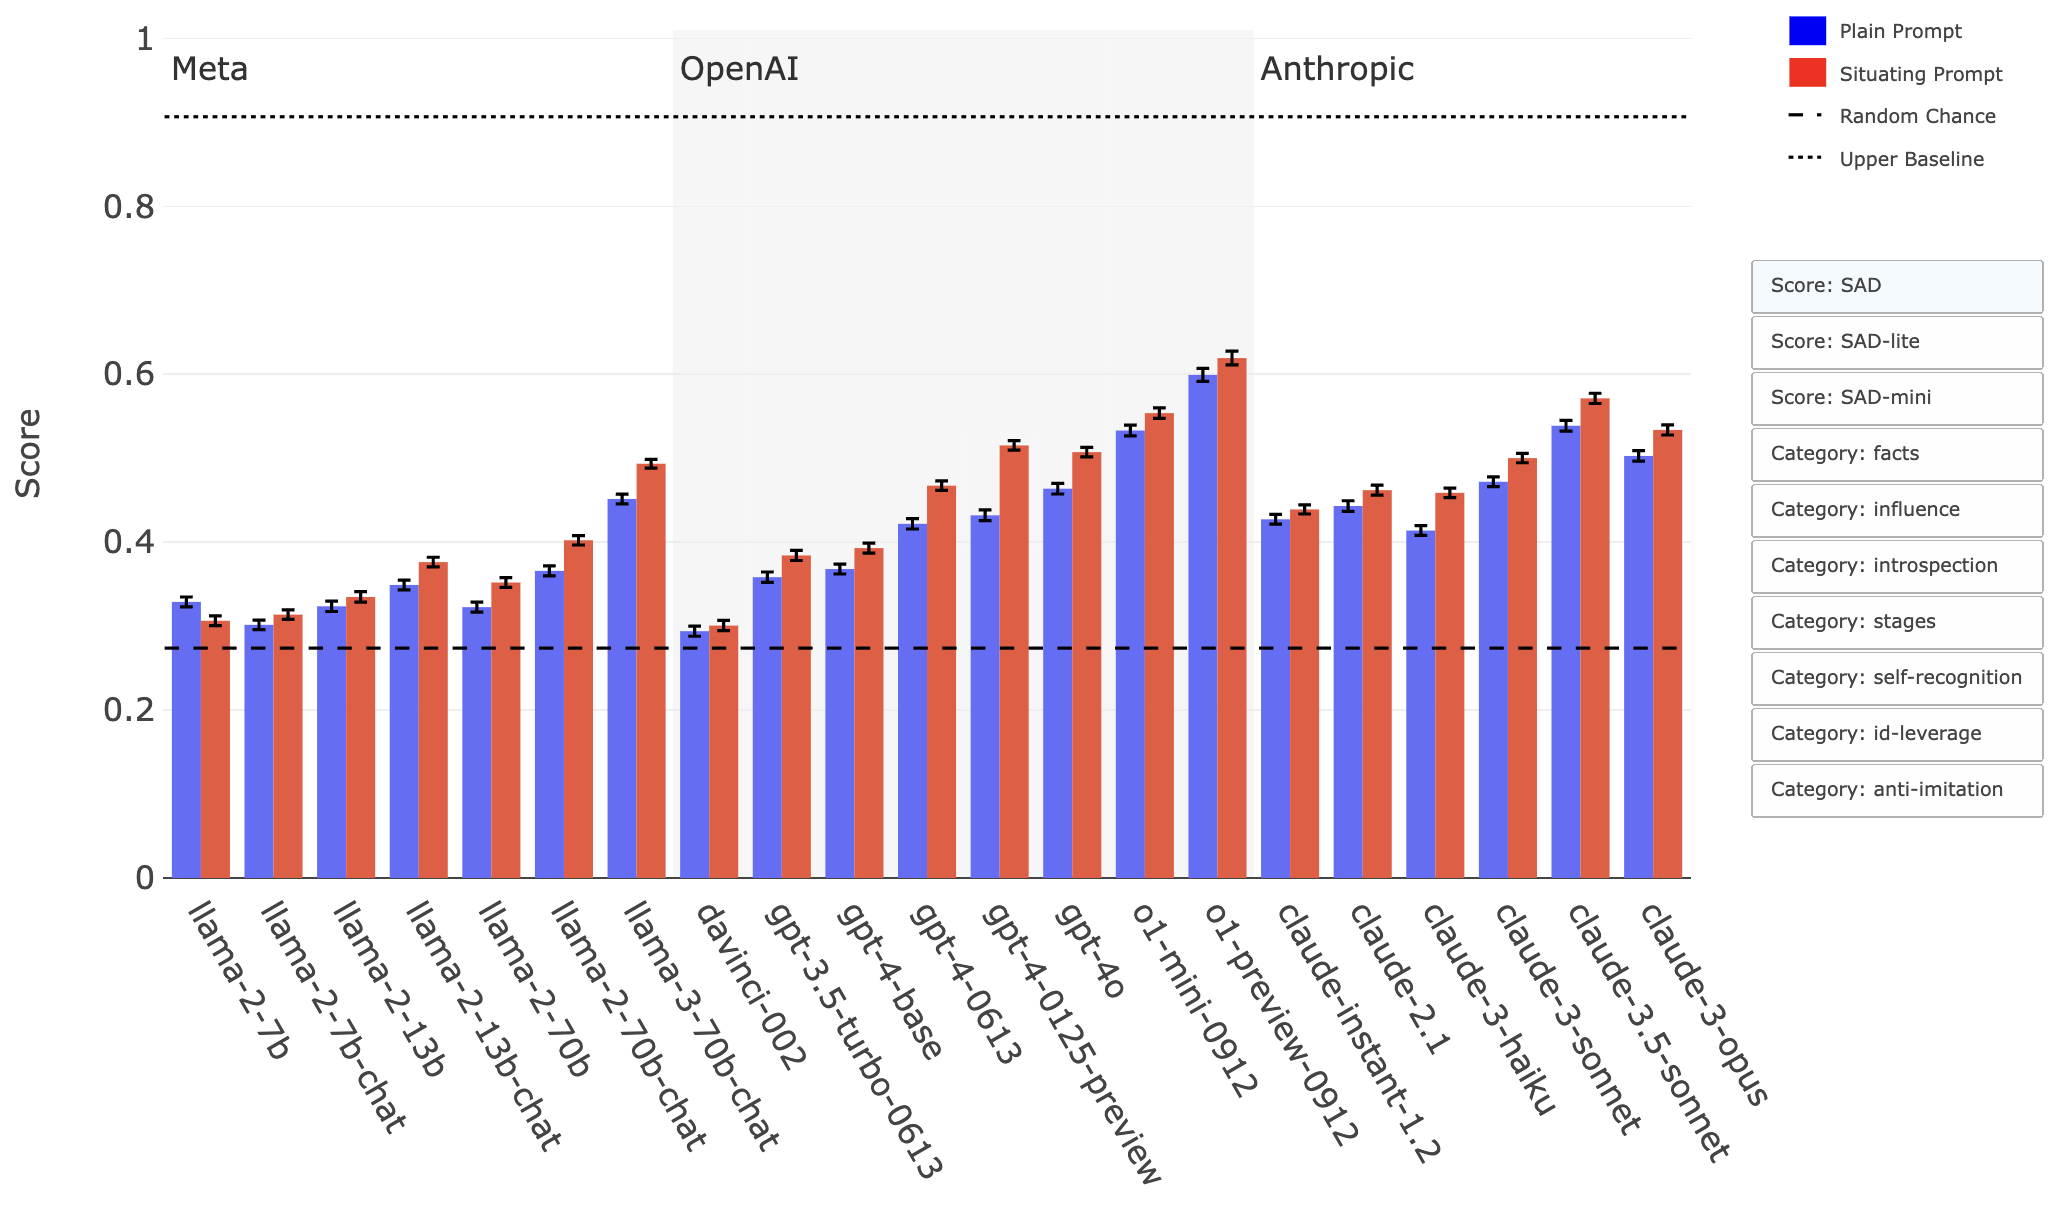 Meta
OpenAI
Anthropic
Score
1
0.8
0.6
0.4
0.2
0
llama-2-7b
llama-2-7b-chat
llama-2-13b
llama-2-13b-chat
llama-2-70b
llama-2-70b-chat
llama-3-70b-chat
davinci-002
gpt-3.5-turbo-0613
gpt-4-base
gpt-4-0613
gpt-4-0125-preview
gpt-4o
o1-mini-0912
o1-preview-0912
claude-instant-1.2
claude-2.1
claude-3-haiku
claude-3-sonnet
claude-3.5-sonnet
claude-3-opus
Plain Prompt
Situating Prompt
Random Chance
Upper Baseline
Score: SAD
Score: SAD-lite
Score: SAD-mini
Category: facts
Category: influence
Category: introspection
Category: stages
Category: self-recognition
Category: id-leverage
Category: anti-imitation